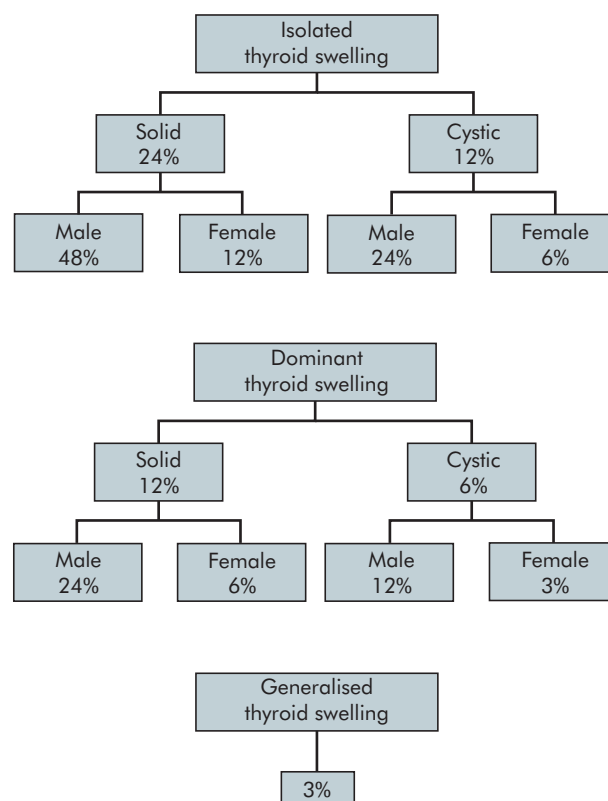 Isolated
thyroid swelling
Solid
24%
Cystic
12%
Male
48%
Female
12%
Male
24%
Female
6%
Dominant
thyroid swelling
Solid
12%
Cystic
6%
Male
24%
Female
6%
Male
12%
Female
3%
Generalised
thyroid swelling
3%